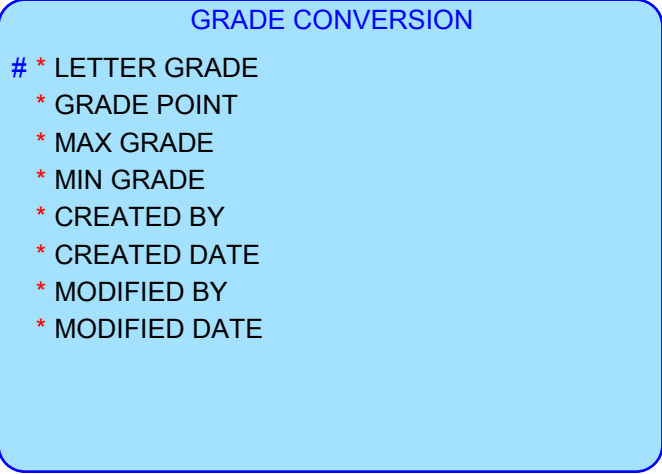 GRADE CONVERSION
# * LETTER GRADE
* GRADE POINT
* MAX GRADE
* MIN GRADE
* CREATED BY
* CREATED DATE
* MODIFIED BY
* MODIFIED DATE